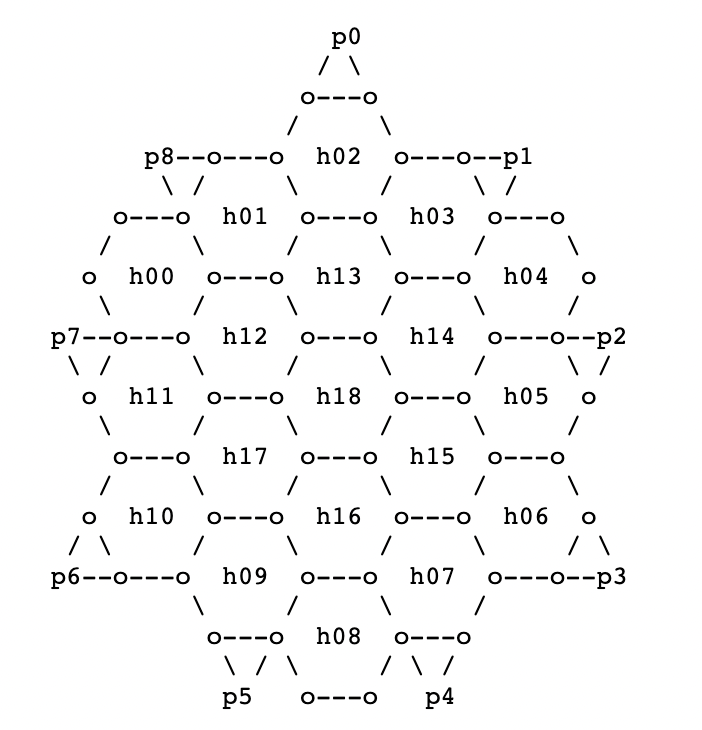 p0
                 / \
                o---o
               /     \
      p8--o---o  h02  o---o--p1
       \ /     \     /     \ /
    o---o  h01  o---o  h03  o---o
   /     \     /     \     /     \
  o  h00  o---o  h13  o---o  h04  o
   \     /     \     /     \     /
p7--o---o  h12  o---o  h14  o---o--p2
 \ /     \     /     \     /     \ /
  o  h11  o---o  h18  o---o  h05  o
   \     /     \     /     \     /
    o---o  h17  o---o  h15  o---o
   /     \     /     \     /     \
  o  h10  o---o  h16  o---o  h06  o
 / \     /     \     /     \     / \
p6--o---o  h09  o---o  h07  o---o--p3
         \     /     \     /
          o---o  h08  o---o
           \ / \     / \ /
           p5   o---o   p4